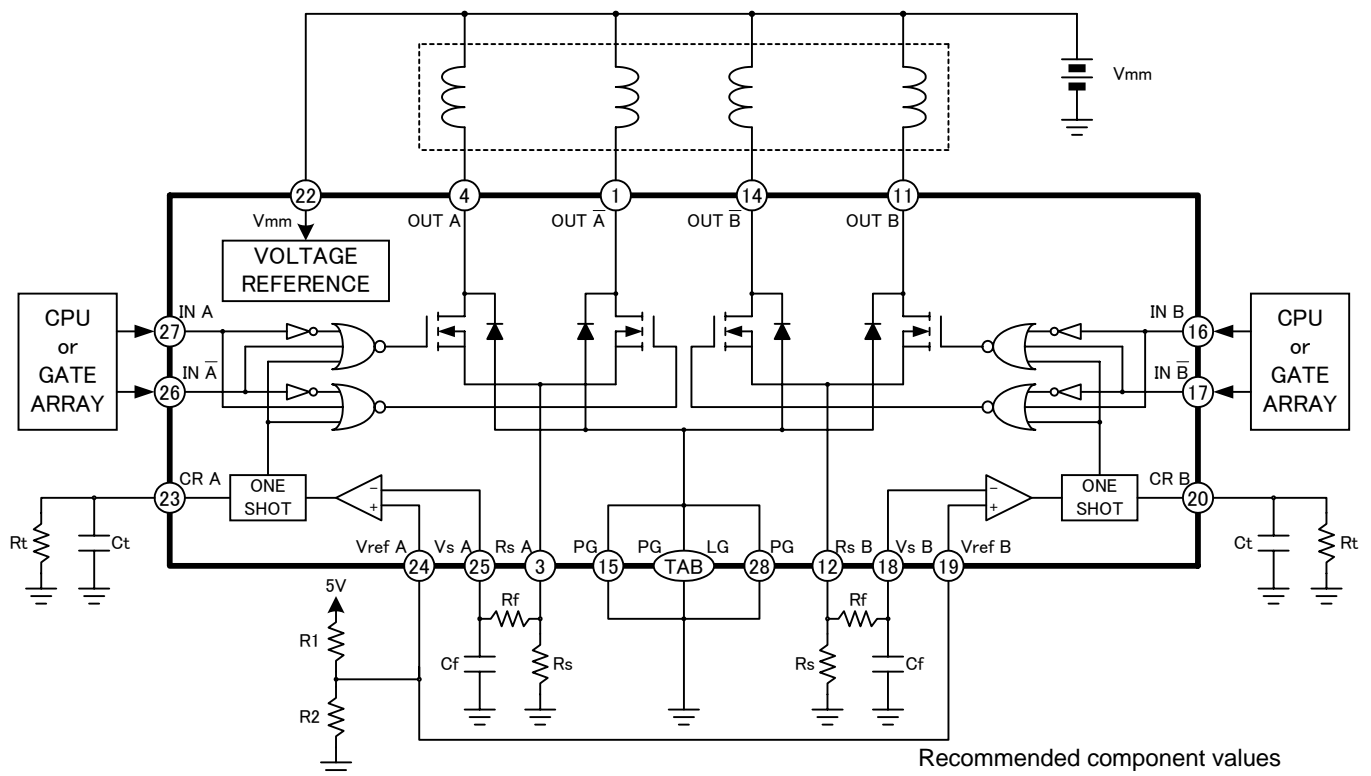 Vmm
22
4
1
14
11
Vmm
OUT A
OUT A̅
OUT B̅
OUT B
VOLTAGE
REFERENCE
CPU
or
GATE
ARRAY
IN A
27
IN A̅
26
IN B
16
IN B̅
17
CPU
or
GATE
ARRAY
CR A
23
ONE
SHOT
−
+
−
+
ONE
SHOT
CR B
20
Rt
Ct
Vref A
Vs A
Rs A
PG
PG
LG
PG
Rs B
Vs B
Vref B
Ct
Rt
24
25
3
15
TAB
28
12
18
19
5V
R1
Rf
Cf
Rs
Rf
Rs
Cf
R2
Recommended component values